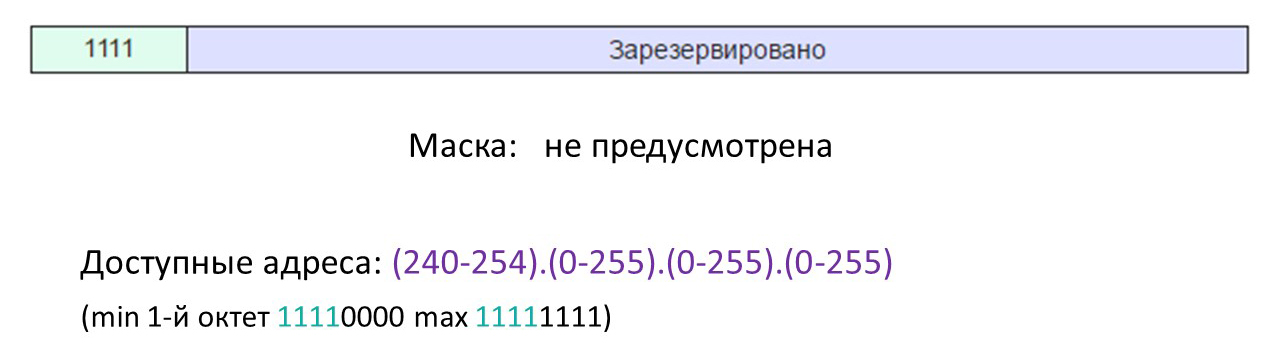 1111 Зарезервировано
Маска: не предусмотрена
Доступные адреса: (240-254).(0-255).(0-255).(0-255)
(min 1-й октет 11110000 max 11111111)